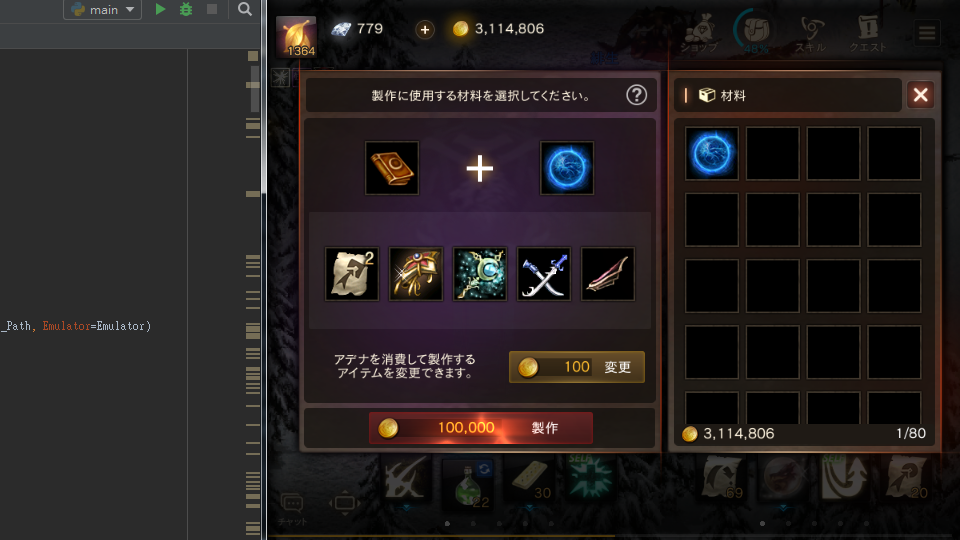 main
_Path, Emulator=Emulator)
1364
779
3,114,806
ショップ
48%
スキル
クエスト
製作に使用する材料を選択してください。
材料
2
アデナを消費して製作する
アイテムを変更できます。
100 変更
100,000 製作
3,114,806
1/80
チャット
22
30
SELF
69
SELF
20